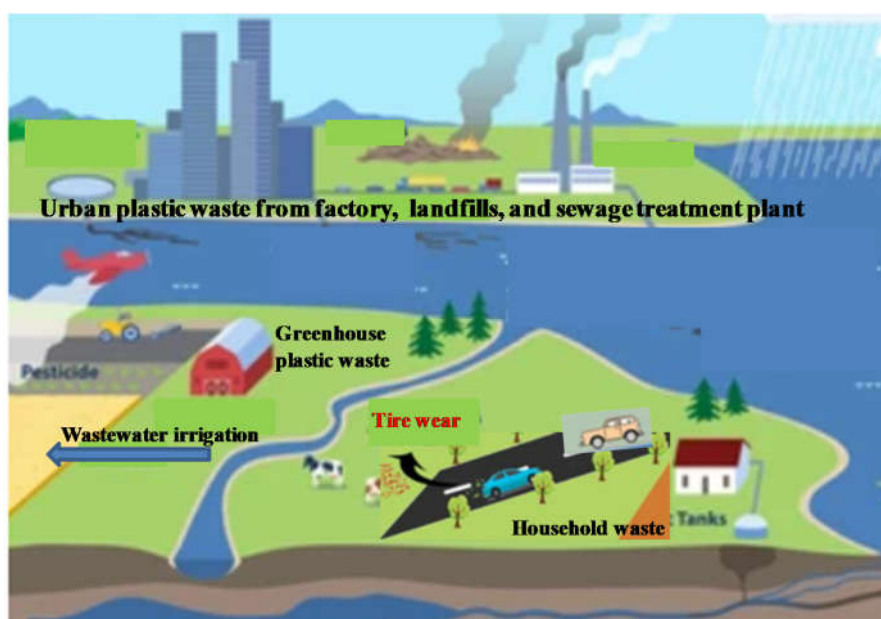 Urban plastic waste from factory, landfills, and sewage treatment plant
Greenhouse
plastic waste
Pesticide
Tire wear
Wastewater irrigation
Household waste
Tanks